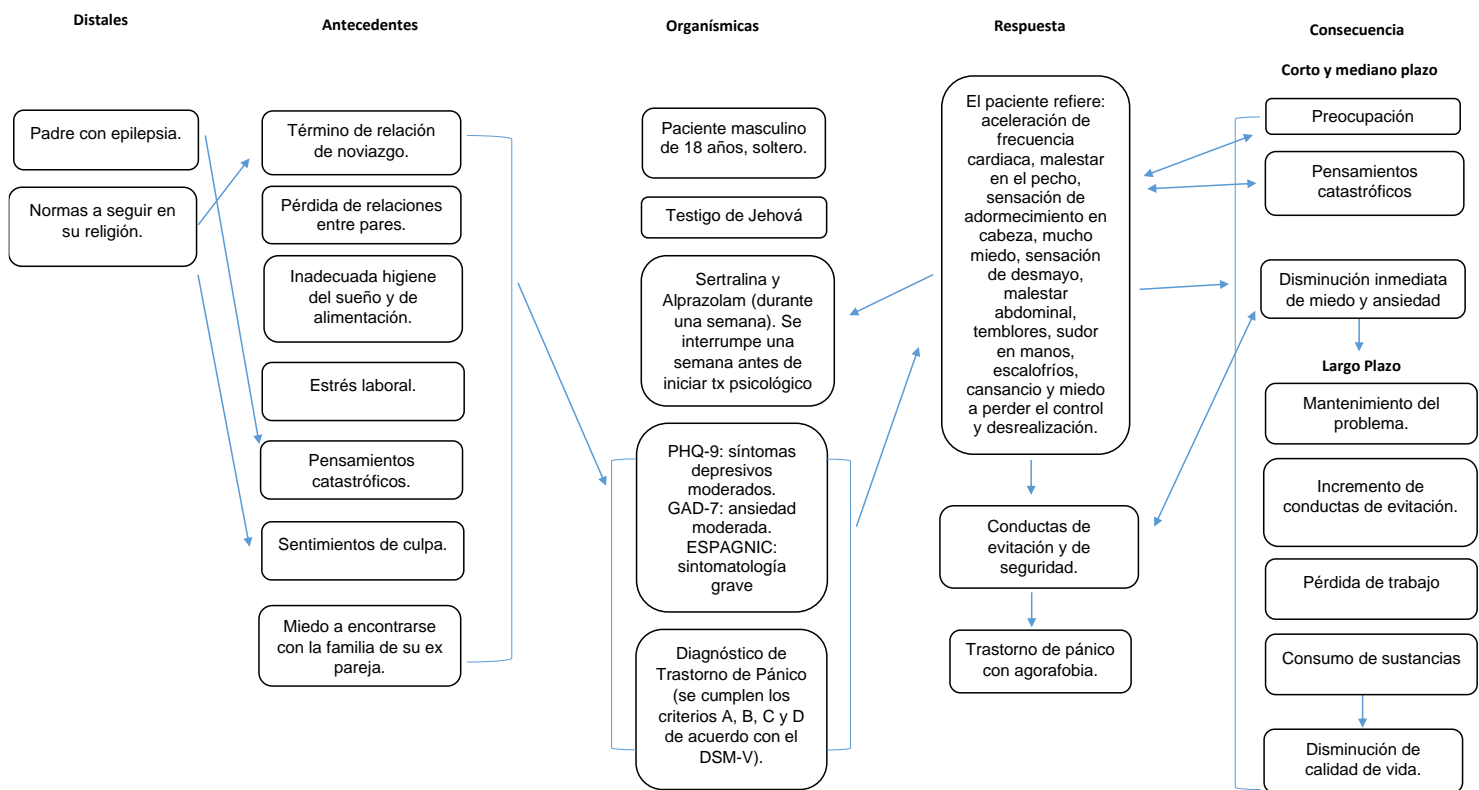 Distales
Antecedentes
Organísmicas
Respuesta
Consecuencia
Corto y mediano plazo
Padre con epilepsia.
Normas a seguir en
su religión.
Término de relación
de noviazgo.
Pérdida de relaciones
entre pares.
Inadecuada higiene
del sueño y de
alimentación.
Estrés laboral.
Pensamientos
catastróficos.
Sentimientos de culpa.
Miedo a encontrarse
con la familia de su ex
pareja.
Paciente masculino
de 18 años, soltero.
Testigo de Jehová
Sertralina y
Alprazolam (durante
una semana). Se
interrumpe una
semana antes de
iniciar tx psicológico
PHQ-9: síntomas
depresivos
moderados.
GAD-7: ansiedad
moderada.
ESPAGNIC:
sintomatología
grave
Diagnóstico de
Trastorno de Pánico
(se cumplen los
criterios A, B, C y D
de acuerdo con el
DSM-V).
El paciente refiere:
aceleración de
frecuencia
cardiaca, malestar
en el pecho,
sensación de
adormecimiento en
cabeza, mucho
miedo, sensación
de desmayo,
malestar
abdominal,
temblores, sudor
en manos,
escalofríos,
cansancio y miedo
a perder el control
y desrealización.
Conductas de
evitación y de
seguridad.
Trastorno de pánico
con agorafobia.
Preocupación
Pensamientos
catastróficos
Disminución inmediata
de miedo y ansiedad
Largo Plazo
Mantenimiento del
problema.
Incremento de
conductas de evitación.
Pérdida de trabajo
Consumo de sustancias
Disminución de
calidad de vida.